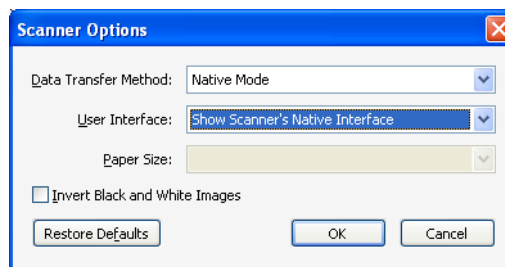 Scanner Options
Data Transfer Method: Native Mode
User Interface: Show Scanner's Native Interface
Paper Size:
Invert Black and White Images
Restore Defaults OK Cancel